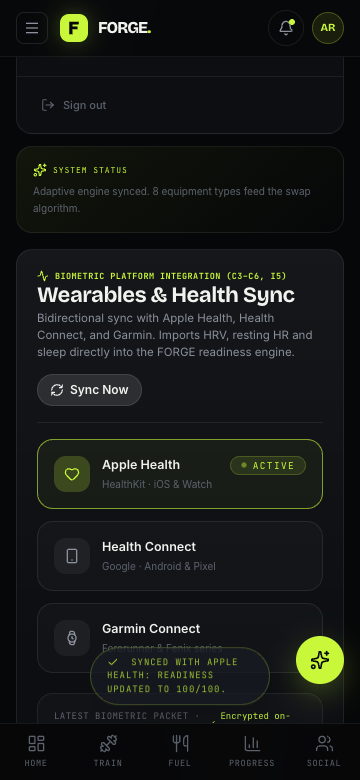 F FORGE.
AR
Sign out
SYSTEM STATUS
Adaptive engine synced. 8 equipment types feed the swap
algorithm.
BIOMETRIC PLATFORM INTEGRATION (C3-C6, I5)
Wearables & Health Sync
Bidirectional sync with Apple Health, Health
Connect, and Garmin. Imports HRV, resting HR and
sleep directly into the FORGE readiness engine.
Sync Now
Apple Health
ACTIVE
HealthKit · iOS & Watch
Health Connect
Google · Android & Pixel
Garmin Connect
Forerunner & Fenix series
SYNCED WITH APPLE
HEALTH: READINESS
UPDATED TO 100/100.
LATEST BIOMETRIC PACKET ·
Encrypted on-
HOME
TRAIN
FUEL
PROGRESS
SOCIAL